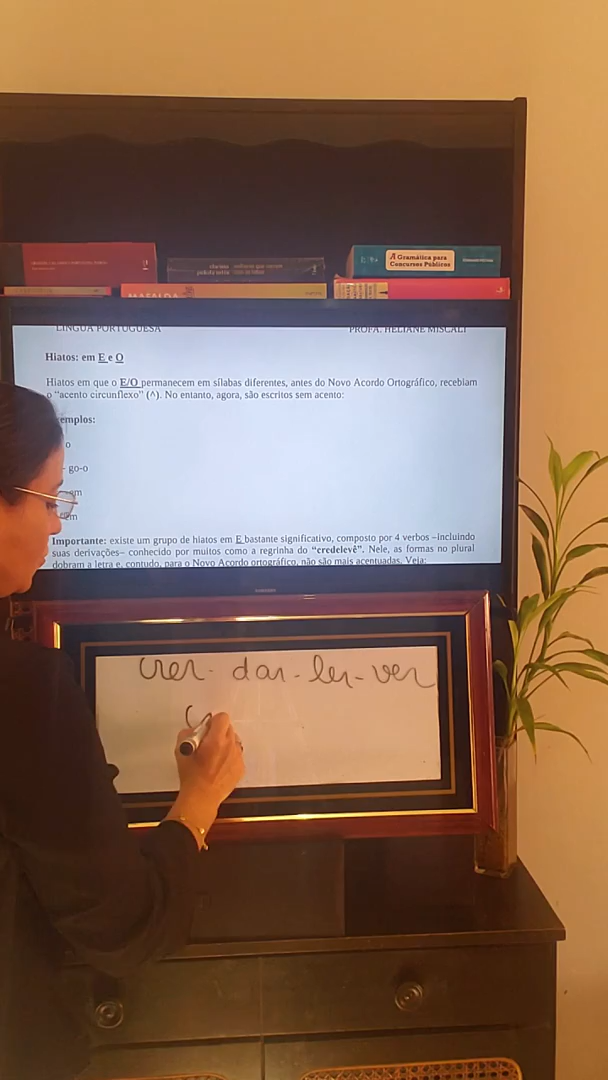 A Gramática para
Concursos Públicos
MAFALDA
LÍNGUA PORTUGUESA PROFA. HELIANE MISCALI
Hiatos: em E e O
Hiatos em que o E/O permanecem em sílabas diferentes, antes do Novo Acordo Ortográfico, recebiam
o "acento circunflexo" (^). No entanto, agora, são escritos sem acento:
emplos:
o
- go-o
em
em
Importante: existe um grupo de hiatos em E bastante significativo, composto por 4 verbos –incluindo
suas derivações– conhecido por muitos como a regrinha do "credelevê". Nele, as formas no plural
dobram a letra e, contudo, para o Novo Acordo ortográfico, não são mais acentuadas. Veja:
crer - dar - ler - ver